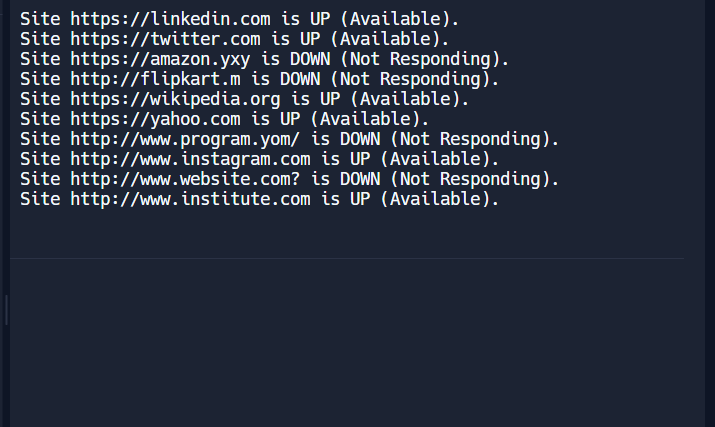 Site https://linkedin.com is UP (Available).
Site https://twitter.com is UP (Available).
Site https://amazon.yxy is DOWN (Not Responding).
Site http://flipkart.m is DOWN (Not Responding).
Site https://wikipedia.org is UP (Available).
Site https://yahoo.com is UP (Available).
Site http://www.program.yom/ is DOWN (Not Responding).
Site http://www.instagram.com is UP (Available).
Site http://www.website.com? is DOWN (Not Responding).
Site http://www.institute.com is UP (Available).